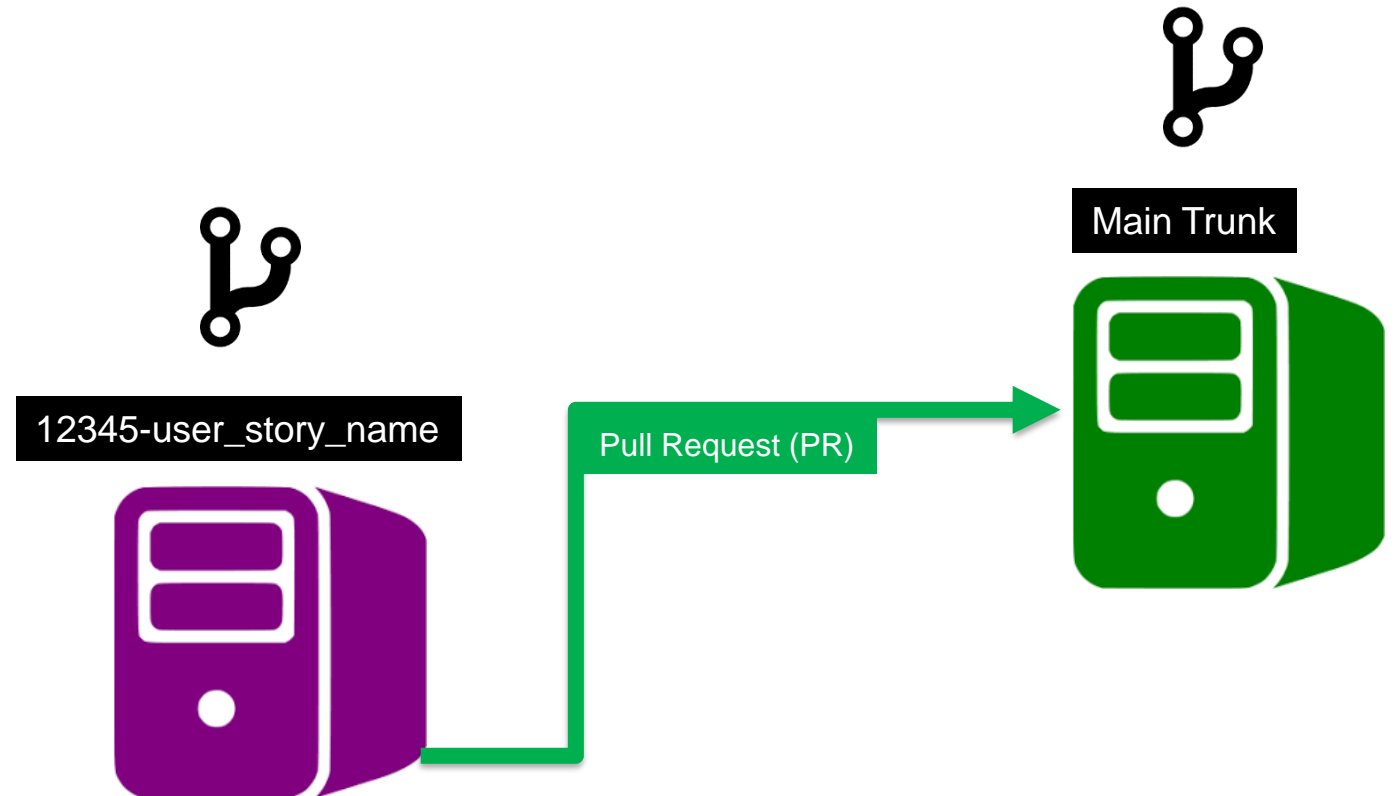 Main Trunk
12345-user_story_name
Pull Request (PR)